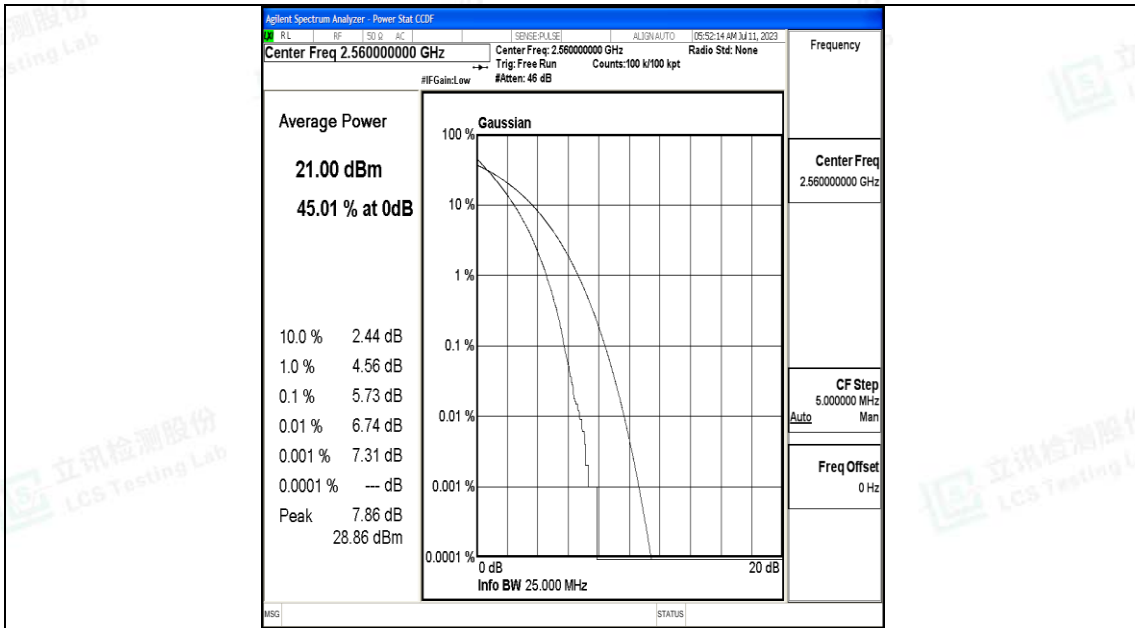 Agilent Spectrum Analyzer - Power Stat CCDF
RL RF 50 Ω AC SENSE:PULSE ALIGN AUTO 05:52:14 AM Jul 11, 2023
Center Freq 2.560000000 GHz
Center Freq: 2.560000000 GHz Radio Std: None
Trig: Free Run Counts:100 k/100 kpt
#IFGain:Low #Atten: 46 dB
Frequency
Average Power
21.00 dBm
45.01 % at 0dB
10.0 % 2.44 dB
1.0 % 4.56 dB
0.1 % 5.73 dB
0.01 % 6.74 dB
0.001 % 7.31 dB
0.0001 % --- dB
Peak 7.86 dB
28.86 dBm
Gaussian
100 %
10 %
1 %
0.1 %
0.01 %
0.001 %
0.0001 %
0 dB 20 dB
Info BW 25.000 MHz
Center Freq
2.560000000 GHz
CF Step
5.000000 MHz
Auto Man
Freq Offset
0 Hz
MSG STATUS
立讯检测股份
LCS Testing Lab
立讯检测股份